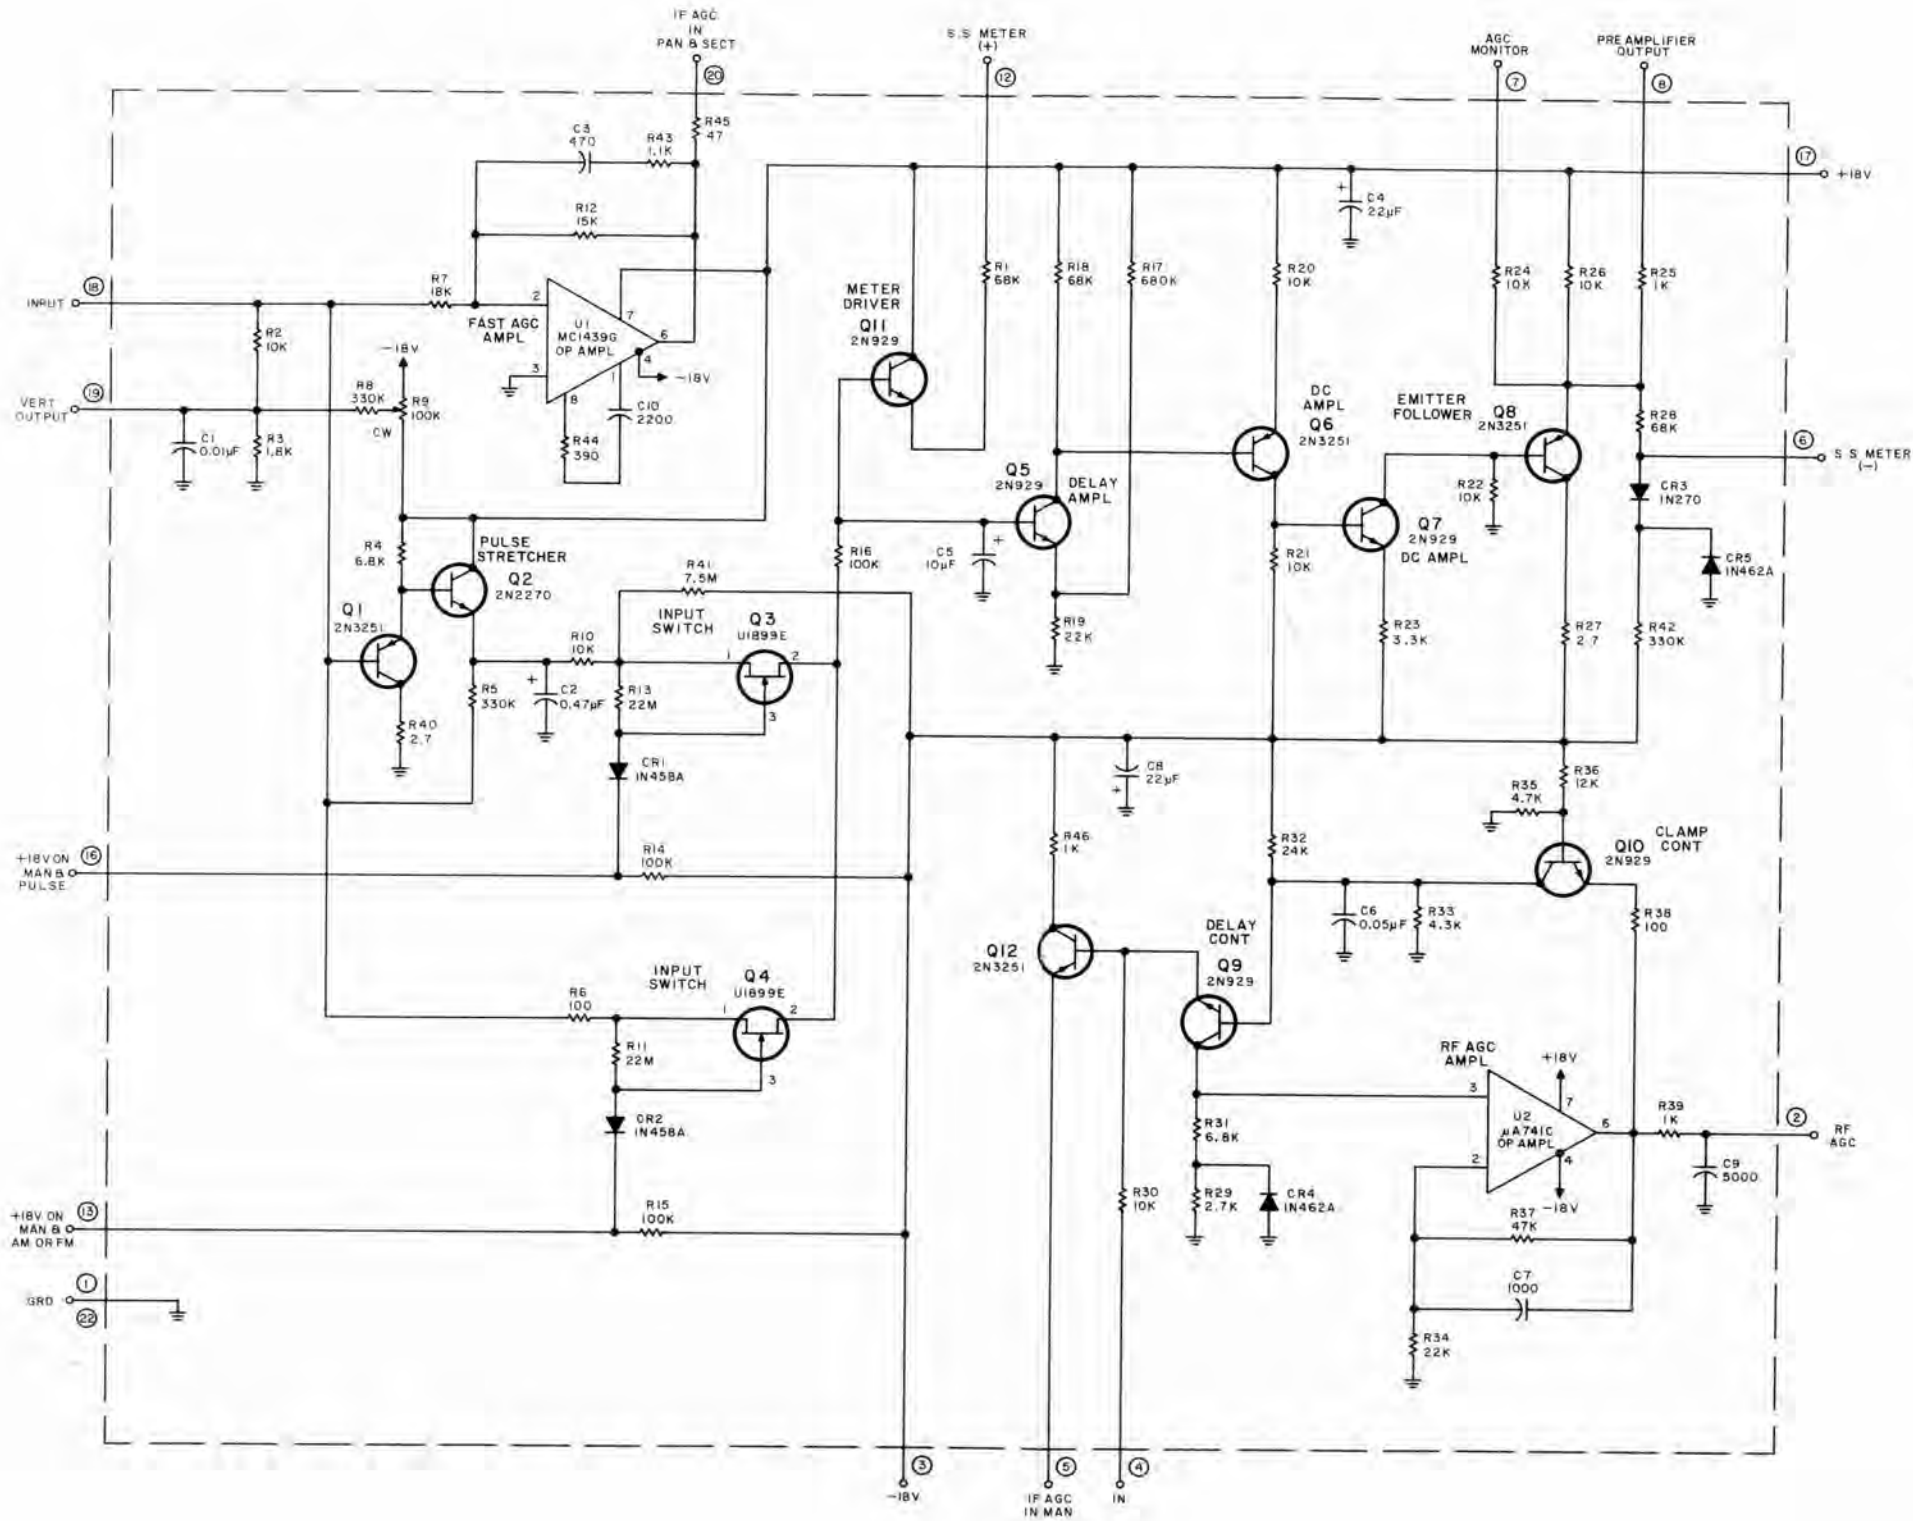 IF AGC
IN
PAN & SECT
20
S.S METER
(+)
12
AGC
MONITOR
7
PREAMPLIFIER
OUTPUT
8
C3
470
R43
1.1K
R45
47
17
+18V
R12
15K
C4
22µF
INPUT
18
R7
18K
2
7
U1
MC1439G
OP AMPL
6
4
3
1
8
-18V
FAST AGC
AMPL
R2
10K
-18V
METER
DRIVER
Q11
2N929
R1
68K
R18
68K
R17
680K
R20
10K
R24
10K
R26
10K
R25
1K
VERT
OUTPUT
19
R8
330K
R9
100K
CW
C1
0.01µF
R3
1.8K
R44
390
C10
2200
DC
AMPL
Q6
2N3251
EMITTER
FOLLOWER
Q8
2N3251
R28
68K
6
S.S METER
(-)
CR3
1N270
CR5
1N462A
Q5
2N929
DELAY
AMPL
R22
10K
Q7
2N929
DC AMPL
R4
6.8K
PULSE
STRETCHER
Q2
2N2270
R16
100K
C5
10µF
R21
10K
R41
7.5M
INPUT
SWITCH
Q3
U1899E
1
2
3
Q1
2N3251
R10
10K
R19
22K
R23
3.3K
R27
2.7
R42
330K
R5
330K
C2
0.47µF
R13
22M
R40
2.7
CR1
1N458A
C8
22µF
R36
12K
R35
4.7K
+18V ON
MAN &
PULSE
16
R14
100K
R46
1K
R32
24K
Q10
2N929
CLAMP
CONT
C6
0.05µF
R33
4.3K
R38
100
Q12
2N3251
DELAY
CONT
Q9
2N929
INPUT
SWITCH
Q4
U1899E
1
2
3
R6
100
R11
22M
RF AGC
AMPL
+18V
3
7
U2
µA741C
OP AMPL
6
2
4
-18V
R39
1K
2
RF
AGC
C9
5000
CR2
1N458A
R31
6.8K
R30
10K
R29
2.7K
CR4
1N462A
R37
47K
C7
1000
R34
22K
+18V ON
MAN &
AM OR FM
13
R15
100K
1
GRD
22
3
-18V
5
IF AGC
IN MAN
4
IN